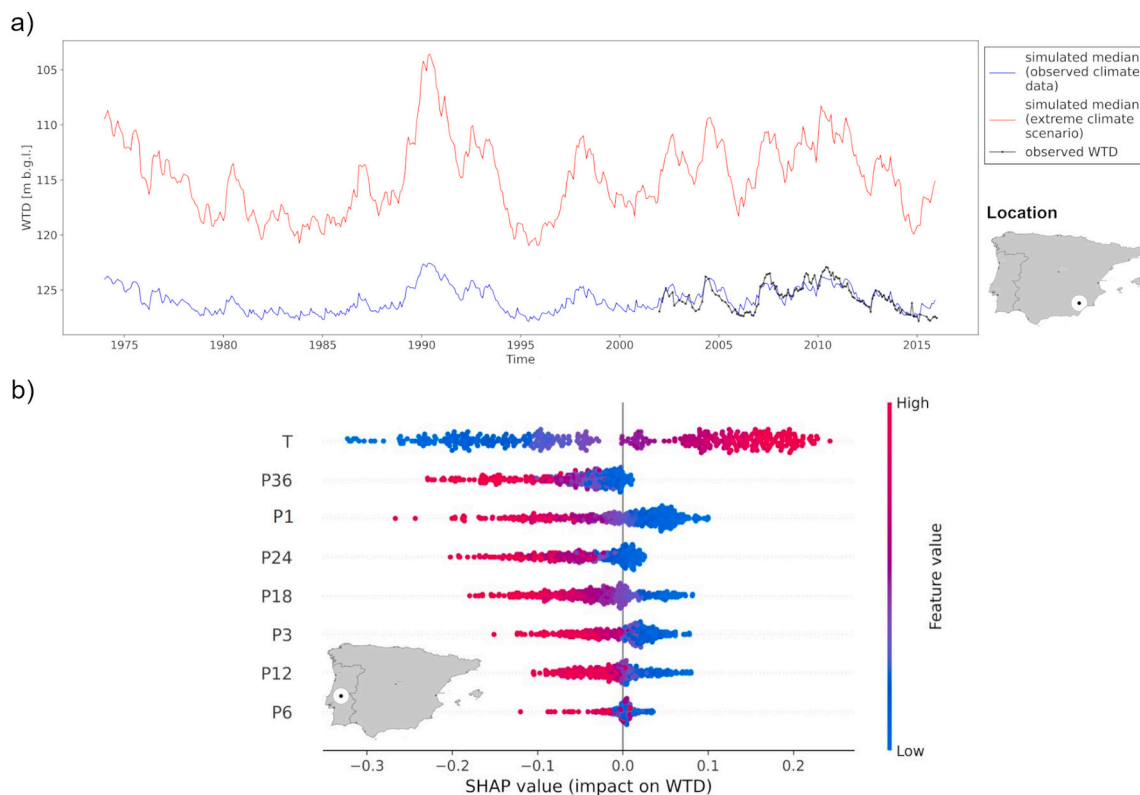 a)
105
110
115
120
125
WTD [m b.g.l.]
1975 1980 1985 1990 1995 2000 2005 2010 2015
Time
simulated median
(observed climate
data)
simulated median
(extreme climate
scenario)
observed WTD
Location
b)
T
P36
P1
P24
P18
P3
P12
P6
−0.3 −0.2 −0.1 0.0 0.1 0.2
SHAP value (impact on WTD)
High
Feature value
Low